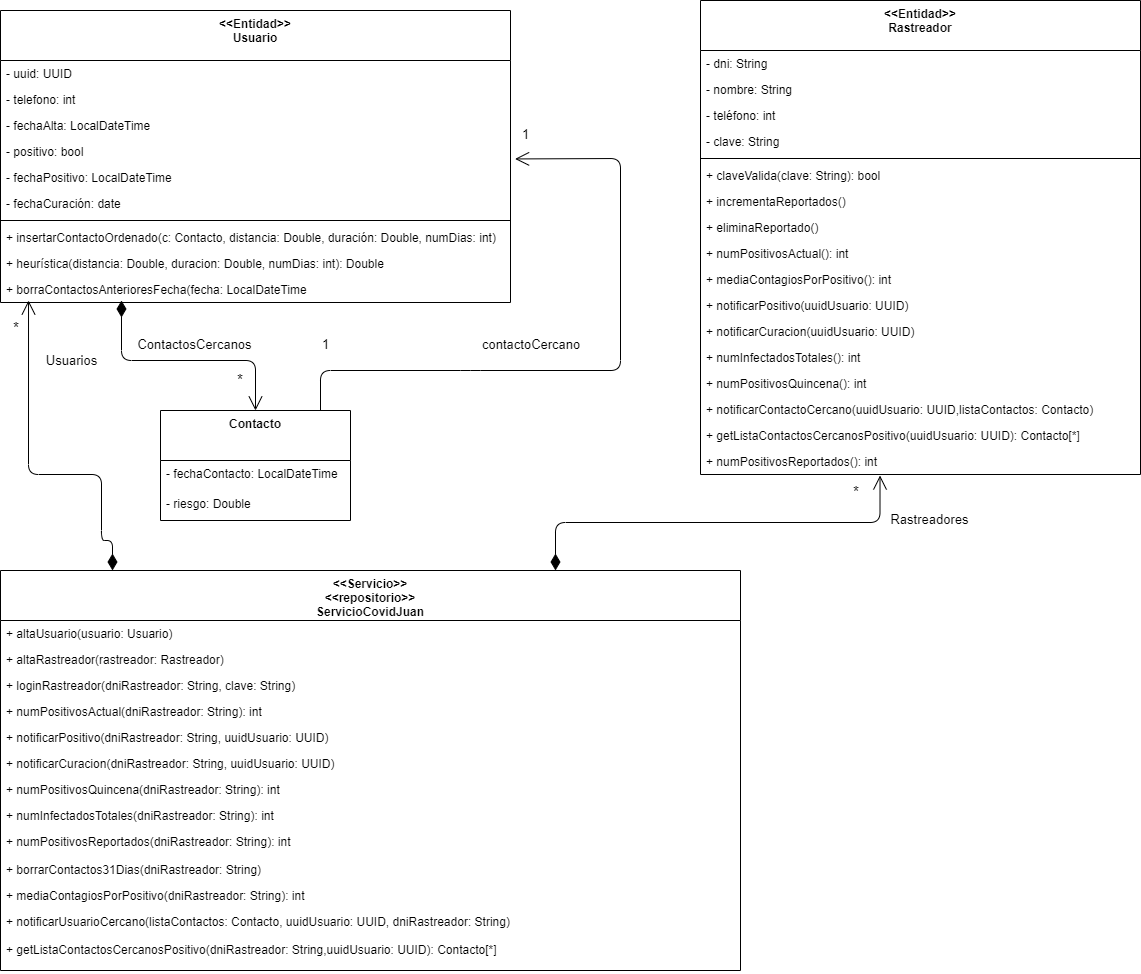 <<Entidad>>
Usuario
- uuid: UUID
- telefono: int
- fechaAlta: LocalDateTime
- positivo: bool
- fechaPositivo: LocalDateTime
- fechaCuración: date
+ insertarContactoOrdenado(c: Contacto, distancia: Double, duración: Double, numDias: int)
+ heurística(distancia: Double, duracion: Double, numDias: int): Double
+ borraContactosAnterioresFecha(fecha: LocalDateTime
<<Entidad>>
Rastreador
- dni: String
- nombre: String
- teléfono: int
- clave: String
+ claveValida(clave: String): bool
+ incrementaReportados()
+ eliminaReportado()
+ numPositivosActual(): int
+ mediaContagiosPorPositivo(): int
+ notificarPositivo(uuidUsuario: UUID)
+ notificarCuracion(uuidUsuario: UUID)
+ numInfectadosTotales(): int
+ numPositivosQuincena(): int
+ notificarContactoCercano(uuidUsuario: UUID,listaContactos: Contacto)
+ getListaContactosCercanosPositivo(uuidUsuario: UUID): Contacto[*]
+ numPositivosReportados(): int
1
*
Usuarios
ContactosCercanos
*
1
contactoCercano
Contacto
- fechaContacto: LocalDateTime
- riesgo: Double
*
Rastreadores
<<Servicio>>
<<repositorio>>
ServicioCovidJuan
+ altaUsuario(usuario: Usuario)
+ altaRastreador(rastreador: Rastreador)
+ loginRastreador(dniRastreador: String, clave: String)
+ numPositivosActual(dniRastreador: String): int
+ notificarPositivo(dniRastreador: String, uuidUsuario: UUID)
+ notificarCuracion(dniRastreador: String, uuidUsuario: UUID)
+ numPositivosQuincena(dniRastreador: String): int
+ numInfectadosTotales(dniRastreador: String): int
+ numPositivosReportados(dniRastreador: String): int
+ borrarContactos31Dias(dniRastreador: String)
+ mediaContagiosPorPositivo(dniRastreador: String): int
+ notificarUsuarioCercano(listaContactos: Contacto, uuidUsuario: UUID, dniRastreador: String)
+ getListaContactosCercanosPositivo(dniRastreador: String,uuidUsuario: UUID): Contacto[*]